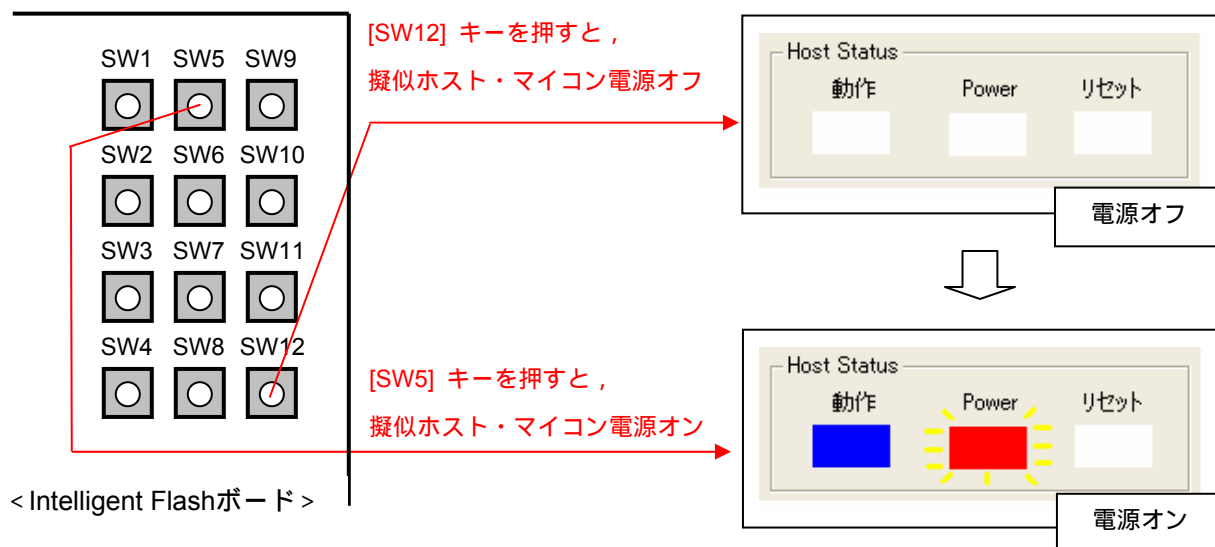 SW1 SW5 SW9
SW2 SW6 SW10
SW3 SW7 SW11
SW4 SW8 SW12
＜Intelligent Flashボード＞
[SW12] キーを押すと，
擬似ホスト・マイコン電源オフ
Host Status
動作 Power リセット
電源オフ
[SW5] キーを押すと，
擬似ホスト・マイコン電源オン
Host Status
動作 Power リセット
電源オン